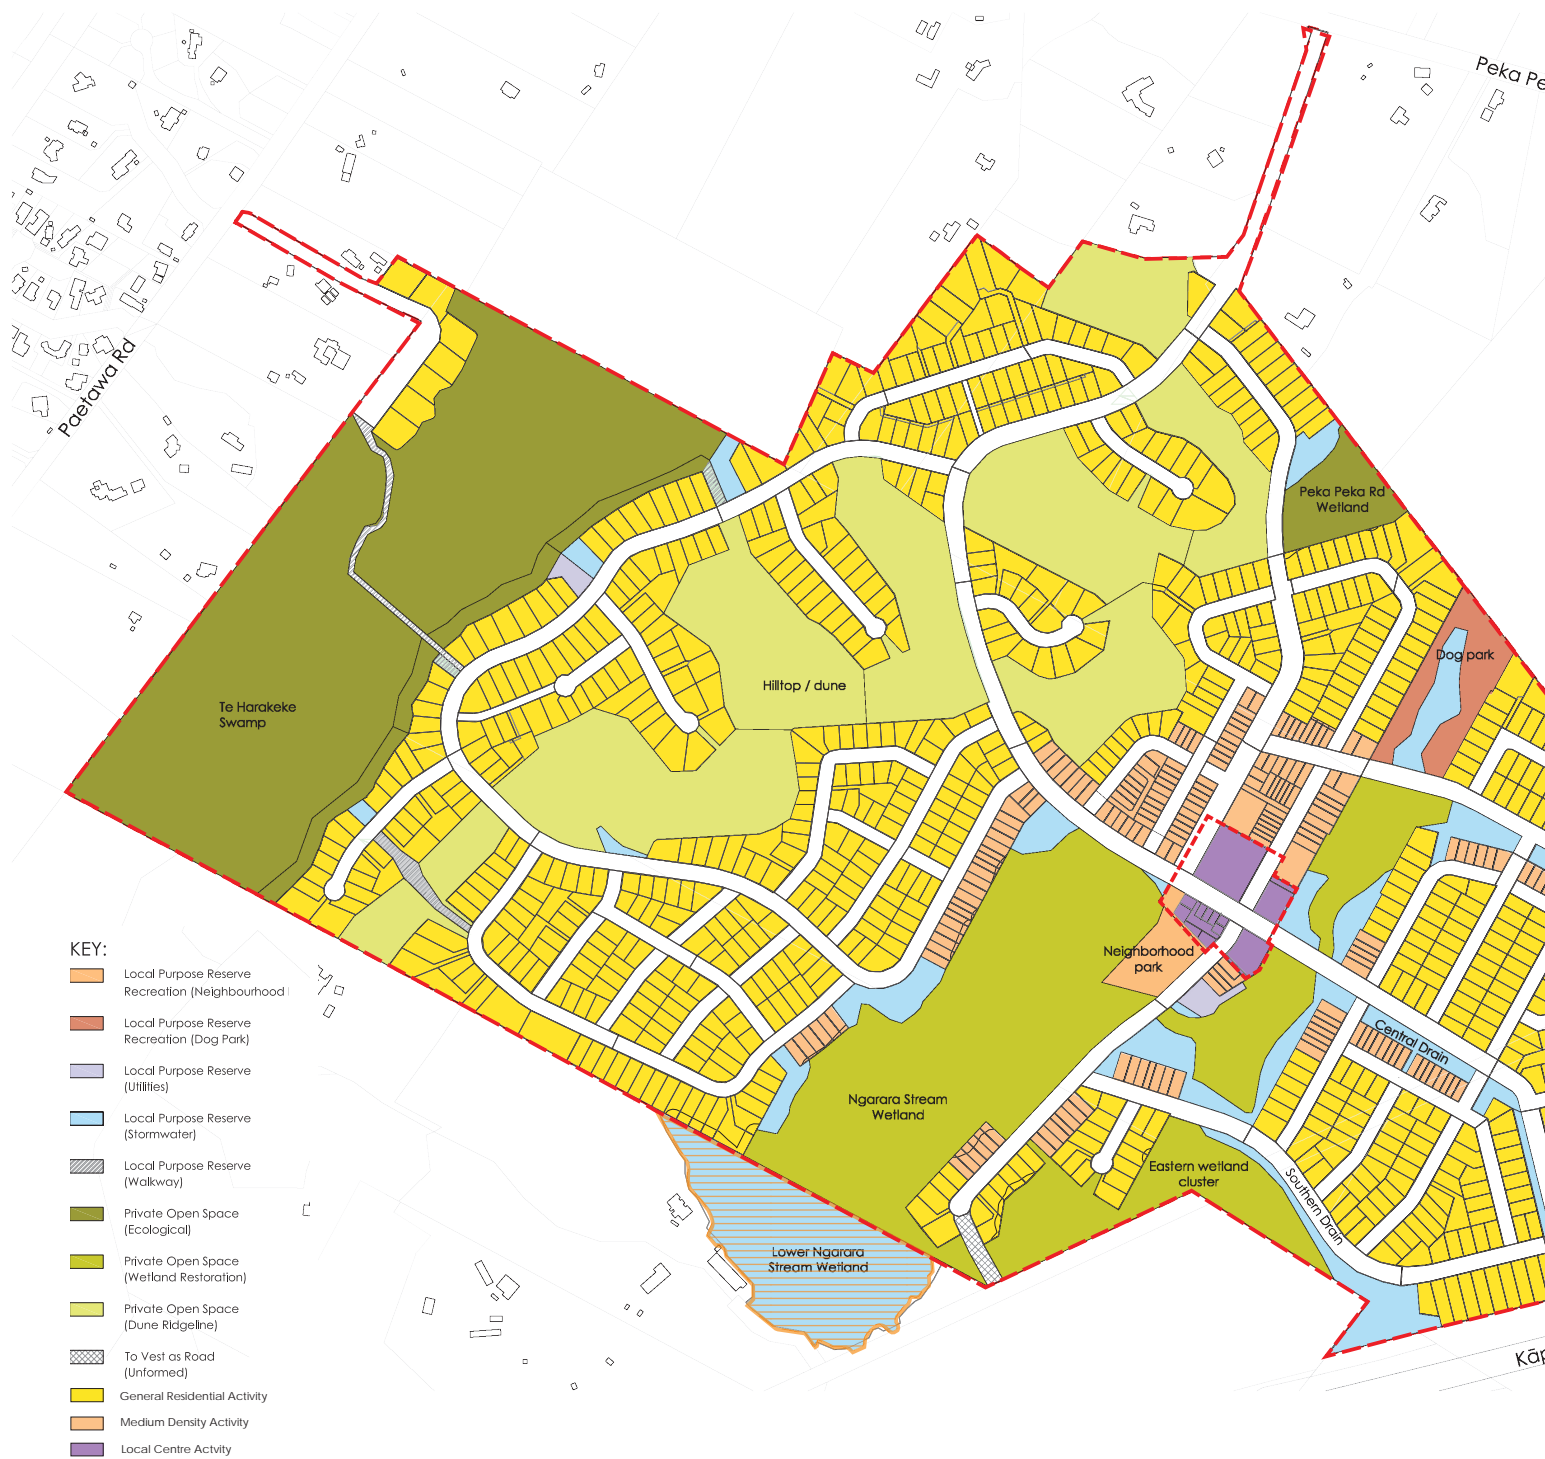 Peka Pe
Paetawa Rd
Peka Peka Rd
Wetland
Dog park
Hilltop / dune
Te Harakeke
Swamp
Neighborhood
park
Central Drain
Ngarara Stream
Wetland
Eastern wetland
cluster
Southern Drain
Lower Ngarara
Stream Wetland
Kāp
KEY:
Local Purpose Reserve
Recreation (Neighbourhood
Local Purpose Reserve
Recreation (Dog Park)
Local Purpose Reserve
(Utilities)
Local Purpose Reserve
(Stormwater)
Local Purpose Reserve
(Walkway)
Private Open Space
(Ecological)
Private Open Space
(Wetland Restoration)
Private Open Space
(Dune Ridgeline)
To Vest as Road
(Unformed)
General Residential Activity
Medium Density Activity
Local Centre Actvity